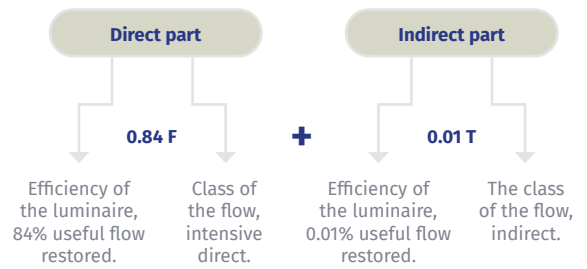 Direct part
Indirect part
0.84 F
+
0.01 T
Efficiency of
the luminaire,
84% useful flow
restored.
Class of
the flow,
intensive
direct.
Efficiency of
the luminaire,
0.01% useful flow
restored.
The class
of the flow,
indirect.